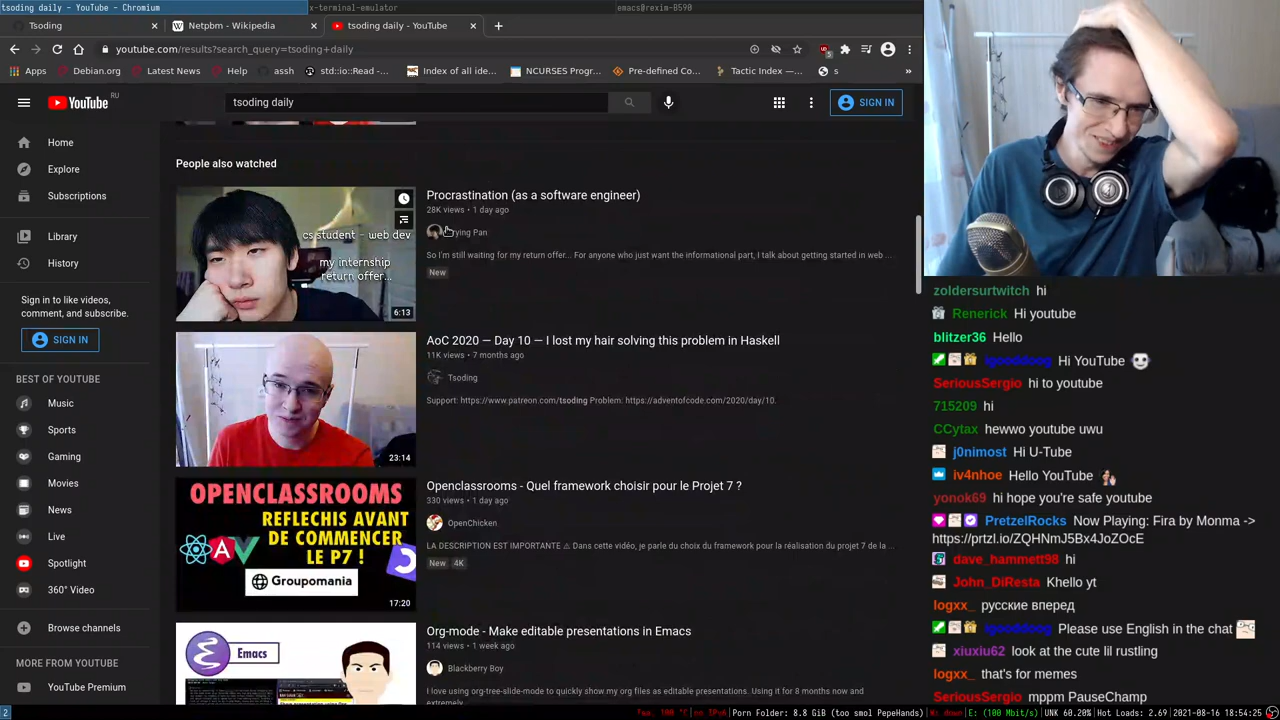 tsoding daily - YouTube - Chromium
x-terminal-emulator
emacs@rexim-B590
Tsoding
Netpbm - Wikipedia
tsoding daily - YouTube
youtube.com/results?search_query=tsoding+daily
Apps
Debian.org
Latest News
Help
assh
std::io::Read -...
Index of all ide...
NCURSES Progr...
Pre-defined Co...
Tactic Index —...
s
»
YouTube RU
tsoding daily
SIGN IN
Home
Explore
Subscriptions
Library
History
Sign in to like videos,
comment, and subscribe.
SIGN IN
BEST OF YOUTUBE
Music
Sports
Gaming
Movies
News
Live
Spotlight
360° Video
Browse channels
MORE FROM YOUTUBE
YouTube Premium
People also watched
cs student - web dev
my internship
return offer...
6:13
Procrastination (as a software engineer)
28K views • 1 day ago
Frying Pan
So I'm still waiting for my return offer... For anyone who just want the informational part, I talk about getting started in web ...
New
23:14
AoC 2020 — Day 10 — I lost my hair solving this problem in Haskell
11K views • 7 months ago
Tsoding
Support: https://www.patreon.com/tsoding Problem: https://adventofcode.com/2020/day/10.
OPENCLASSROOMS
REFLECHIS AVANT
DE COMMENCER
LE P7 !
Groupomania
17:20
Openclassrooms - Quel framework choisir pour le Projet 7 ?
330 views • 1 day ago
OpenChicken
LA DESCRIPTION EST IMPORTANTE ⚠ Dans cette vidéo, je parle du choix du framework pour la réalisation du projet 7 de la ...
New 4K
Emacs
Org-mode - Make editable presentations in Emacs
114 views • 1 week ago
Blackberry Boy
I love using org-tree-slide-mode to quickly show my org files as editable presentations. Using it for 8 months now and
extremely
zoldersurtwitch hi
Renerick Hi youtube
blitzer36 Hello
igooddoog Hi YouTube
SeriousSergio hi to youtube
715209 hi
CCytax hewwo youtube uwu
j0nimost Hi U-Tube
iv4nhoe Hello YouTube
yonok69 hi hope you're safe youtube
PretzelRocks Now Playing: Fira by Monma ->
https://prtzl.io/ZQHNmJ5Bx4JoZOcE
dave_hammett98 hi
John_DiResta Khello yt
logxx_ русские вперед
igooddoog Please use English in the chat
xiuxiu62 look at the cute lil rustling
logxx_ that's for memes
SeriousSergio mppm PauseChamp
2
no IPv6
Porn Folder: 8.8 GiB (too smol PepeHands)
W: down
E: (100 Mbit/s)
UNK 60.20%
Hot Loads: 2.69
2021-08-16 18:54:25